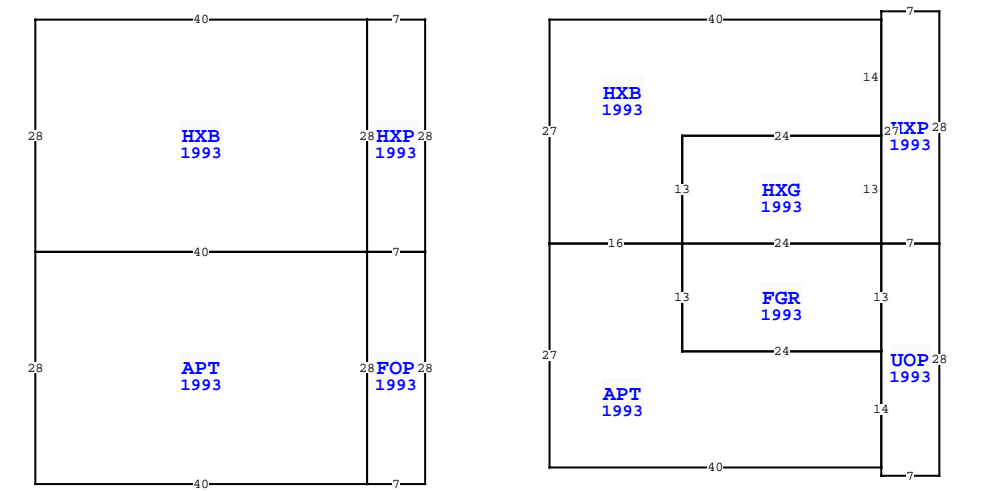 40 7 40 7
14
HXB
1993
28 HXB 28 HXP 28
1993 1993
27 24 27 HXP 28
1993
13 HXG 13
1993
16 24 7
40 7
13 FGR 13
1993
24
27 28
28 APT 28 FOP 28
1993 1993
UOP
1993
APT
1993
14
40
40 7 7